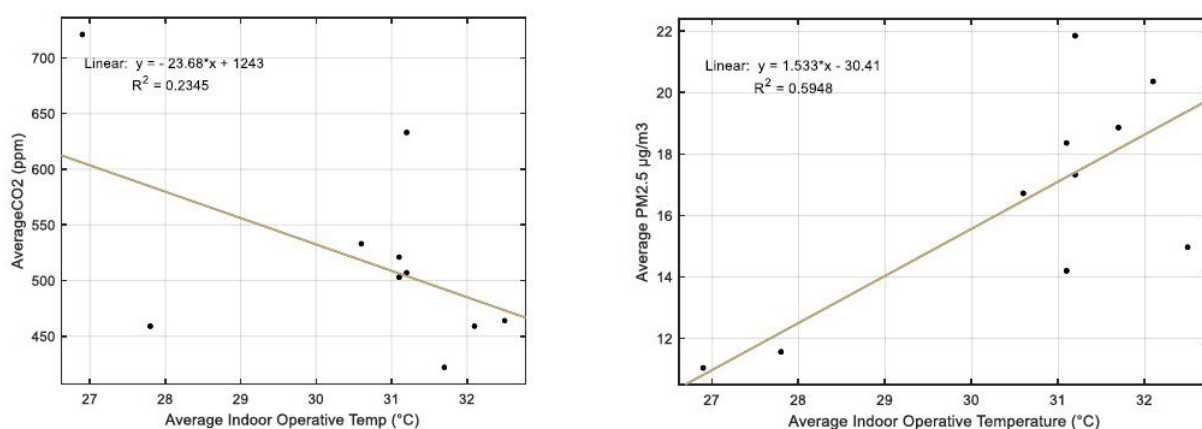 700
650
600
550
500
450
AverageCO2 (ppm)
Linear: y = - 23.68*x + 1243
R² = 0.2345
27 28 29 30 31 32
Average Indoor Operative Temp (°C)
22
20
18
16
14
12
Average PM2.5 µg/m3
Linear: y = 1.533*x - 30.41
R² = 0.5948
27 28 29 30 31 32
Average Indoor Operative Temperature (°C)